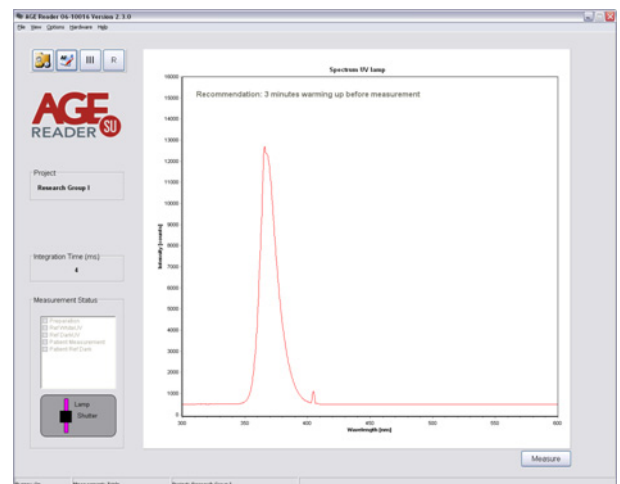 AGE Reader 06-10016 Version 2.3.0
File View Options Hardware Help
R
AGE
READER SU
Project
Research Group I
Integration Time (ms)
4
Measurement Status
Preparation
Ref White UV
Ref Dark UV
Patient Measurement
Patient Ref Dark
Lamp
Shutter
Spectrum UV lamp
Recommendation: 3 minutes warming up before measurement
Intensity [counts]
16000
15000
14000
13000
12000
11000
10000
9000
8000
7000
6000
5000
4000
3000
2000
1000
0
300
350
400
450
500
550
600
Wavelength [nm]
Measure